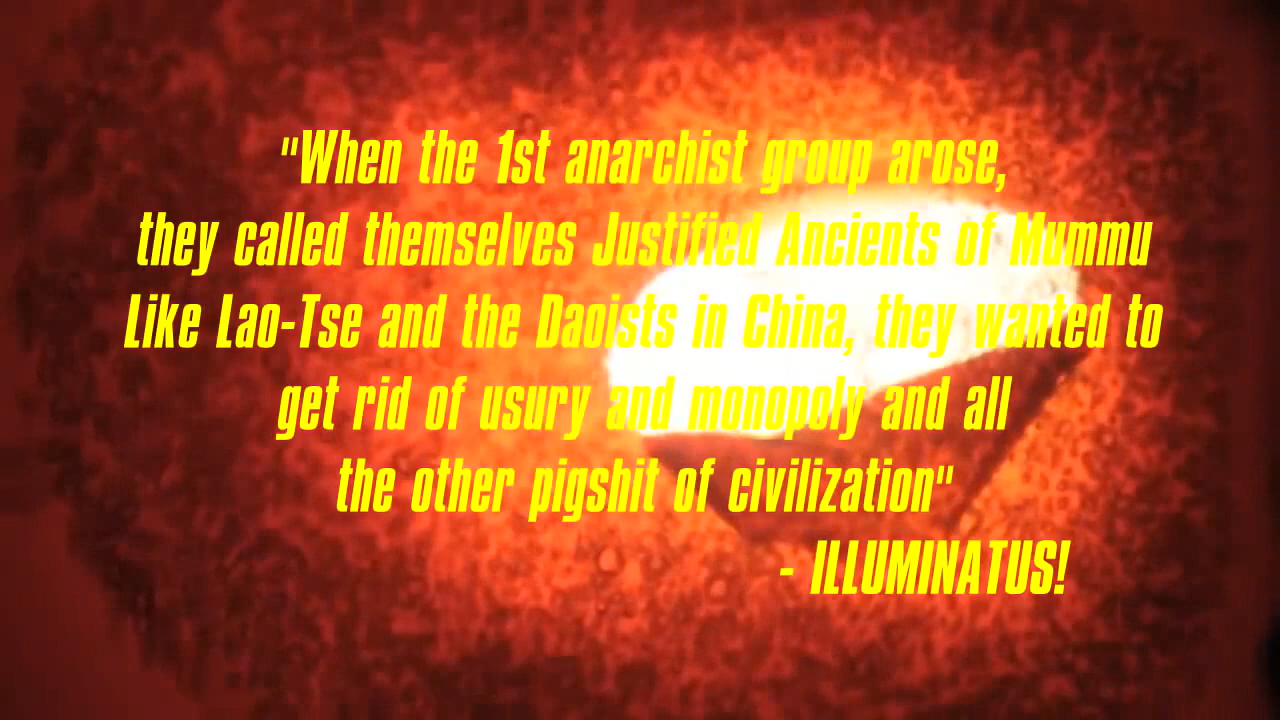 "When the 1st anarchist group arose,
they called themselves Justified Ancients of Mummu
Like Lao-Tse and the Daoists in China, they wanted to
get rid of usury and monopoly and all
the other pigshit of civilization"
- ILLUMINATUS!